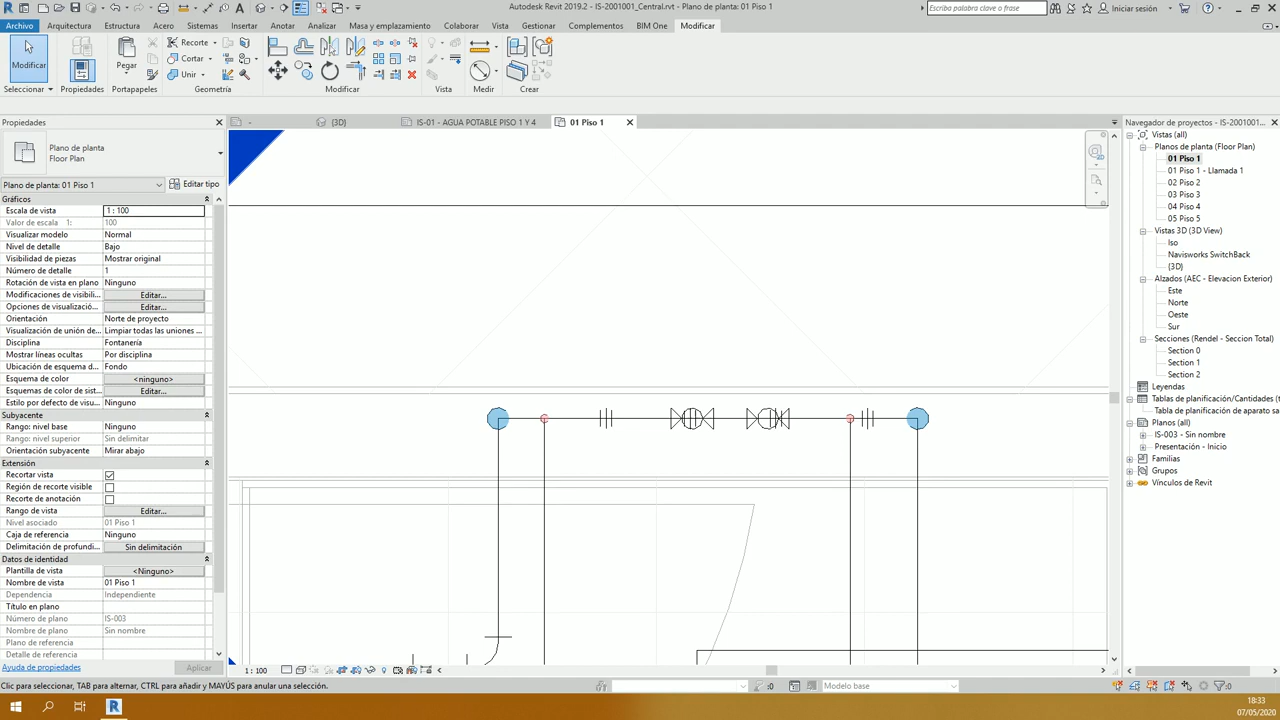 Autodesk Revit 2019.2 - IS-2001001_Central.rvt - Plano de planta: 01 Piso 1
Escriba palabra clave o frase
Iniciar sesión
Archivo Arquitectura Estructura Acero Sistemas Insertar Anotar Analizar Masa y emplazamiento Colaborar Vista Gestionar Complementos BIM One Modificar
Modificar
Propiedades
Pegar
Recorte
Cortar
Unir
Seleccionar Propiedades Portapapeles Geometría Modificar Vista Medir Crear
Propiedades
{3D}
IS-01 - AGUA POTABLE PISO 1 Y 4
01 Piso 1
Plano de planta
Floor Plan
Plano de planta: 01 Piso 1 Editar tipo
Gráficos
Escala de vista 1 : 100
Valor de escala 1: 100
Visualizar modelo Normal
Nivel de detalle Bajo
Visibilidad de piezas Mostrar original
Número de detalle 1
Rotación de vista en plano Ninguno
Modificaciones de visibili... Editar...
Opciones de visualizació... Editar...
Orientación Norte de proyecto
Visualización de unión de... Limpiar todas las uniones ...
Disciplina Fontanería
Mostrar líneas ocultas Por disciplina
Ubicación de esquema d... Fondo
Esquema de color <ninguno>
Esquemas de color de sist... Editar...
Estilo por defecto de visu... Ninguno
Subyacente
Rango: nivel base Ninguno
Rango: nivel superior Sin delimitar
Orientación subyacente Mirar abajo
Extensión
Recortar vista
Región de recorte visible
Recorte de anotación
Rango de vista Editar...
Nivel asociado 01 Piso 1
Caja de referencia Ninguno
Delimitación de profundi... Sin delimitación
Datos de identidad
Plantilla de vista <Ninguno>
Nombre de vista 01 Piso 1
Dependencia Independiente
Título en plano
Número de plano IS-003
Nombre de plano Sin nombre
Plano de referencia
Detalle de referencia
Ayuda de propiedades Aplicar
Navegador de proyectos - IS-2001001...
Vistas (all)
Planos de planta (Floor Plan)
01 Piso 1
01 Piso 1 - Llamada 1
02 Piso 2
03 Piso 3
04 Piso 4
05 Piso 5
Vistas 3D (3D View)
Iso
Navisworks SwitchBack
{3D}
Alzados (AEC - Elevacion Exterior)
Este
Norte
Oeste
Sur
Secciones (Rendel - Seccion Total)
Section 0
Section 1
Section 2
Leyendas
Tablas de planificación/Cantidades (t
Tabla de planificación de aparato sa
Planos (all)
IS-003 - Sin nombre
Presentación - Inicio
Familias
Grupos
Vínculos de Revit
1 : 100
Clic para seleccionar, TAB para alternar, CTRL para añadir y MAYÚS para anular una selección.
:0
Modelo base
:0
18:33
07/05/2020